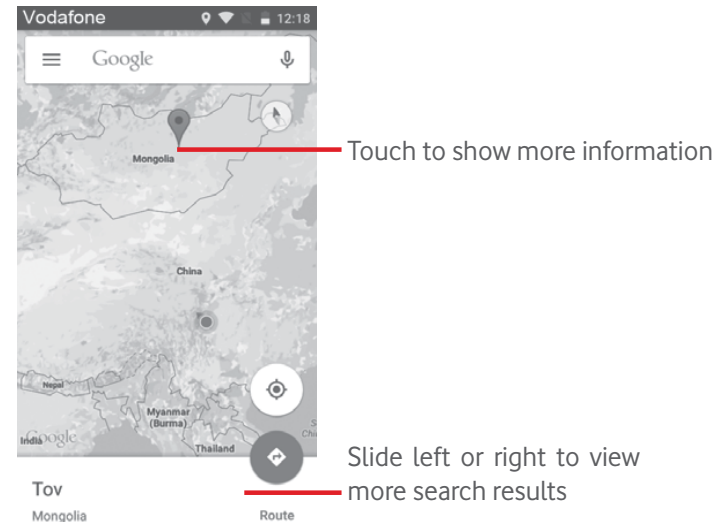 Vodafone 12:18
Google
Mongolia
Touch to show more information
China
Nepal
Myanmar
(Burma)
India
Google
Thailand
Slide left or right to view
more search results
Tov
Mongolia
Route